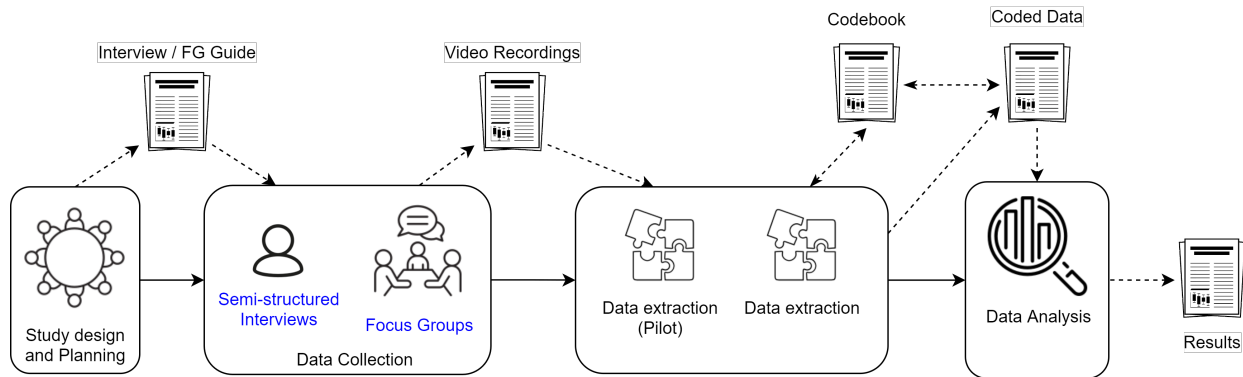 Codebook
Coded Data
Interview / FG Guide
Video Recordings
Semi-structured
Interviews
Focus Groups
Data Collection
Study design
and Planning
Data extraction
(Pilot)
Data extraction
Data Analysis
Results